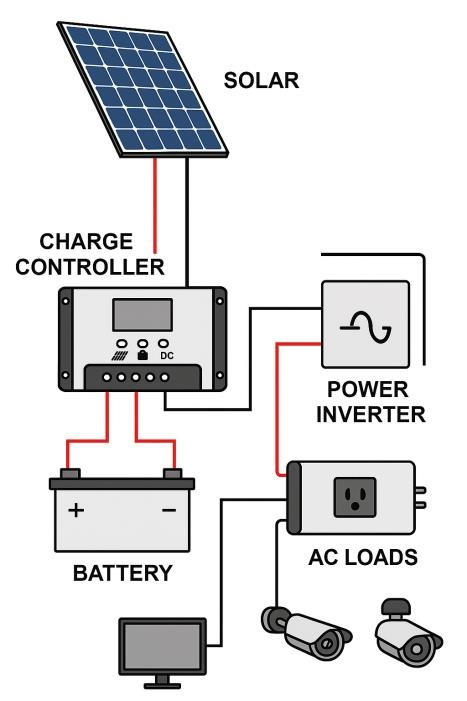 SOLAR
CHARGE
CONTROLLER
DC
POWER
INVERTER
+ −
AC LOADS
BATTERY